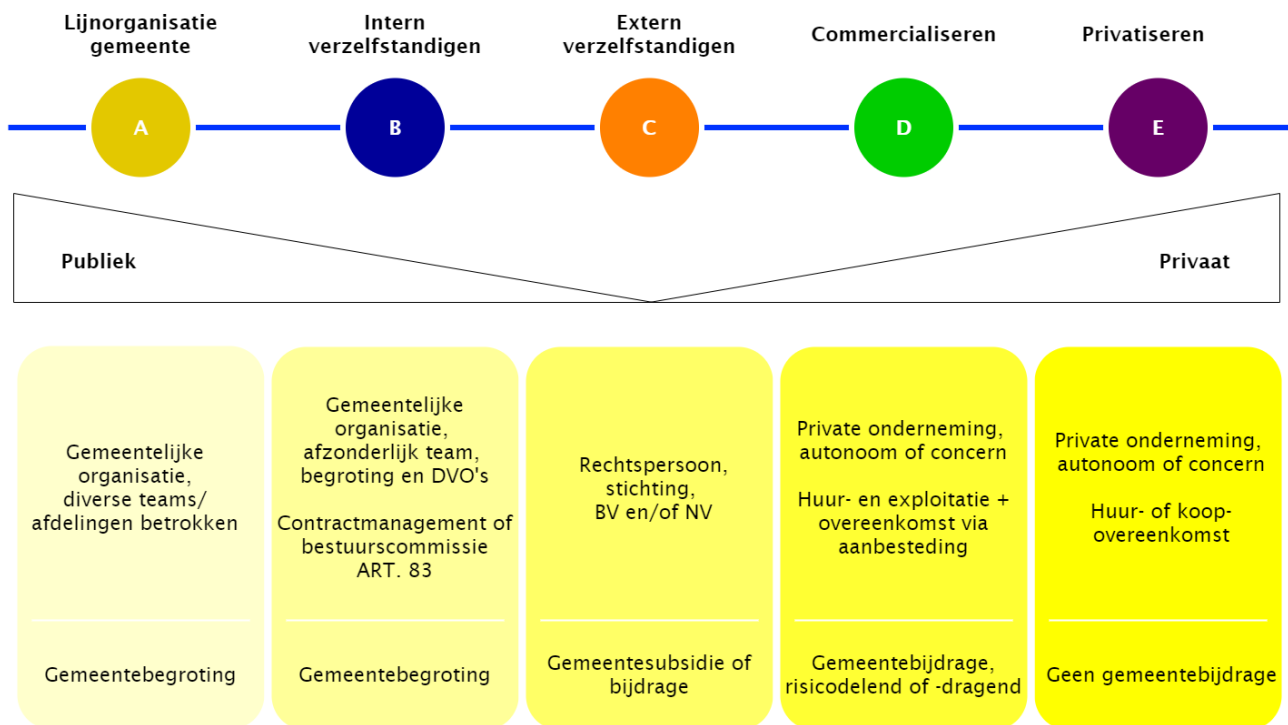 Lijnorganisatie
gemeente
Intern
verzelfstandigen
Extern
verzelfstandigen
Commercialiseren
Privatiseren
A
B
C
D
E
Publiek
Privaat
Gemeentelijke
organisatie,
diverse teams/
afdelingen betrokken
Gemeentebegroting
Gemeentelijke
organisatie,
afzonderlijk team,
begroting en DVO's
Contractmanagement of
bestuurscommissie
ART. 83
Gemeentebegroting
Rechtspersoon,
stichting,
BV en/of NV
Gemeentesubsidie of
bijdrage
Private onderneming,
autonoom of concern
Huur- en exploitatie +
overeenkomst via
aanbesteding
Gemeentebijdrage,
risicodelend of -dragend
Private onderneming,
autonoom of concern
Huur- of koop-
overeenkomst
Geen gemeentebijdrage